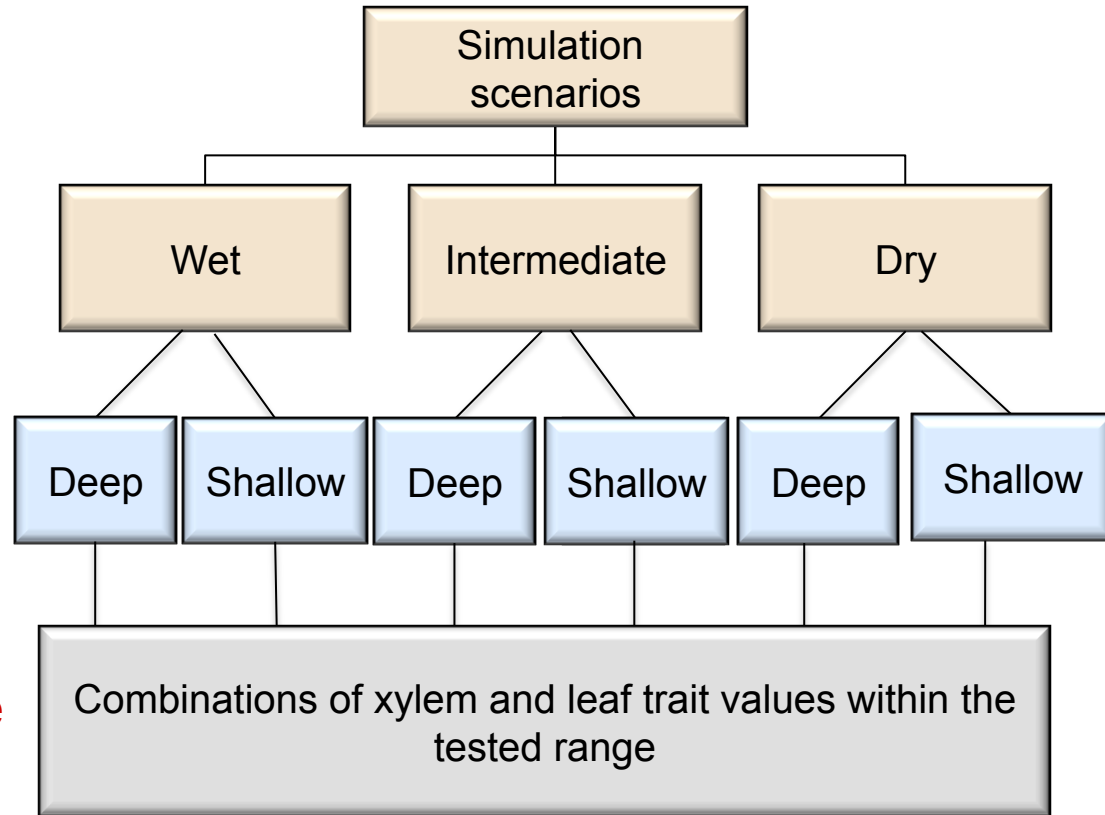 Simulation
scenarios
Wet
Intermediate
Dry
Deep
Shallow
Deep
Shallow
Deep
Shallow
Combinations of xylem and leaf trait values within the
tested range